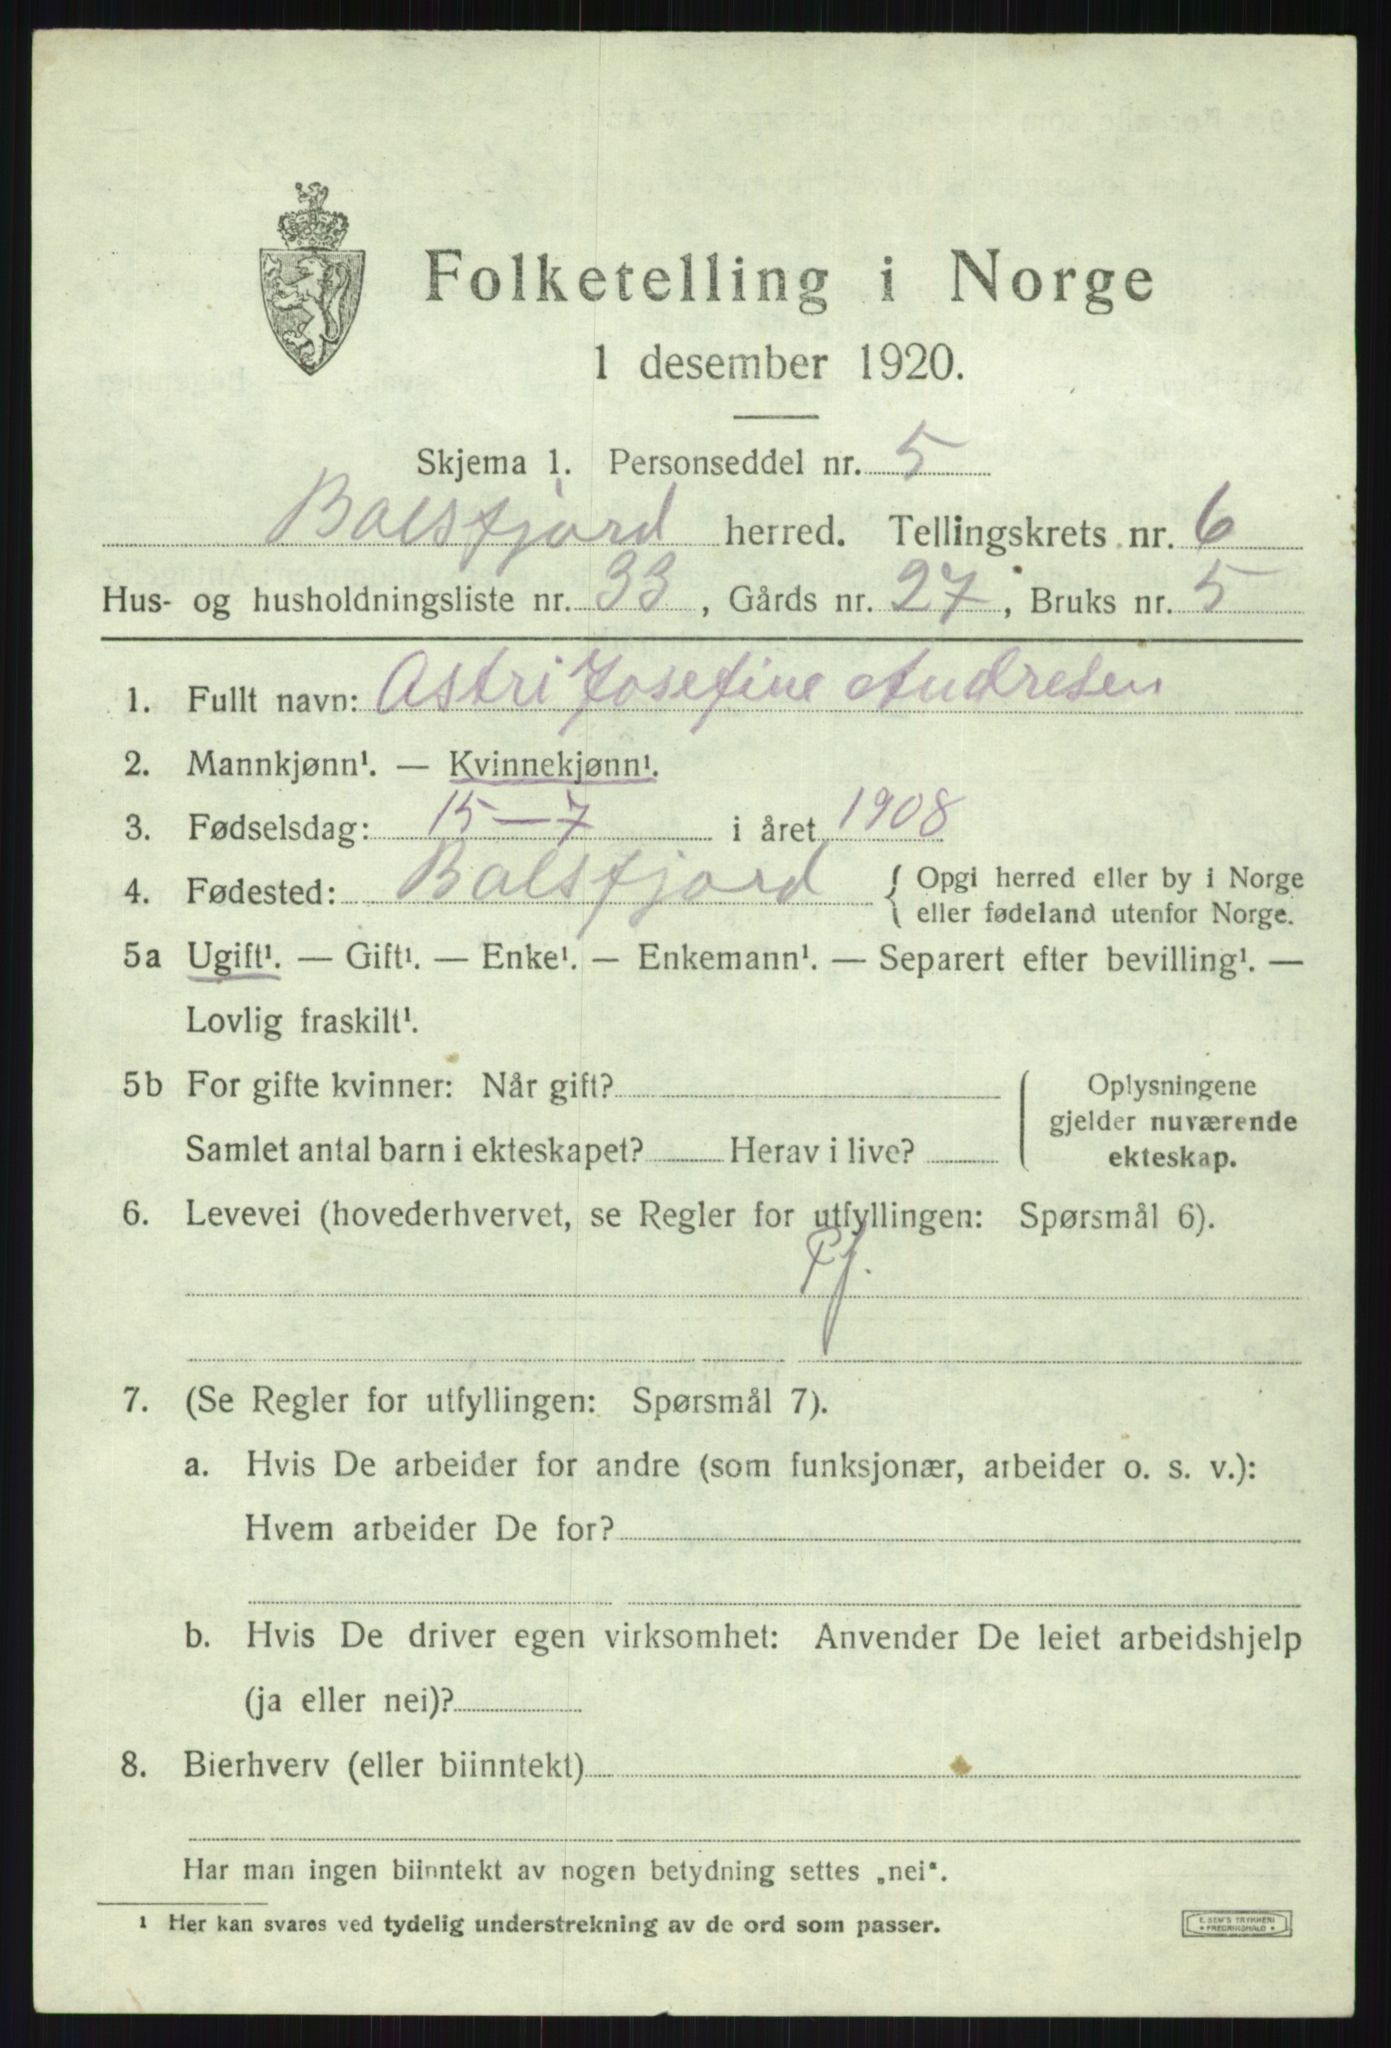 Folketelling i Norge
1 desember 1920.
Skjema 1. Personseddel nr. 5
Balsfjord herred. Tellingskrets nr. 6
Hus- og husholdningsliste nr. 33, Gårds nr. 27, Bruks nr. 5
1. Fullt navn: Astri Josefine Andresen
2. Mannkjønn¹. — Kvinnekjønn¹.
3. Fødselsdag: 15-7 i året 1908
4. Fødested: Balsfjord { Opgi herred eller by i Norge
eller fødeland utenfor Norge.
5a Ugift¹. — Gift¹. — Enke¹. — Enkemann¹. — Separert efter bevilling¹. —
Lovlig fraskilt¹.
5b For gifte kvinner: Når gift? { Oplysningene
gjelder nuværende
Samlet antal barn i ekteskapet? Herav i live?
ekteskap.
6. Levevei (hovederhvervet, se Regler for utfyllingen: Spørsmål 6).
Pf.
7. (Se Regler for utfyllingen: Spørsmål 7).
a. Hvis De arbeider for andre (som funksjonær, arbeider o. s. v.):
Hvem arbeider De for?
b. Hvis De driver egen virksomhet: Anvender De leiet arbeidshjelp
(ja eller nei)?
8. Bierhverv (eller biinntekt)
Har man ingen biinntekt av nogen betydning settes „nei".
¹ Her kan svares ved tydelig understrekning av de ord som passer.
E. SEM'S TRYKKERI
FREDRIKSHALD